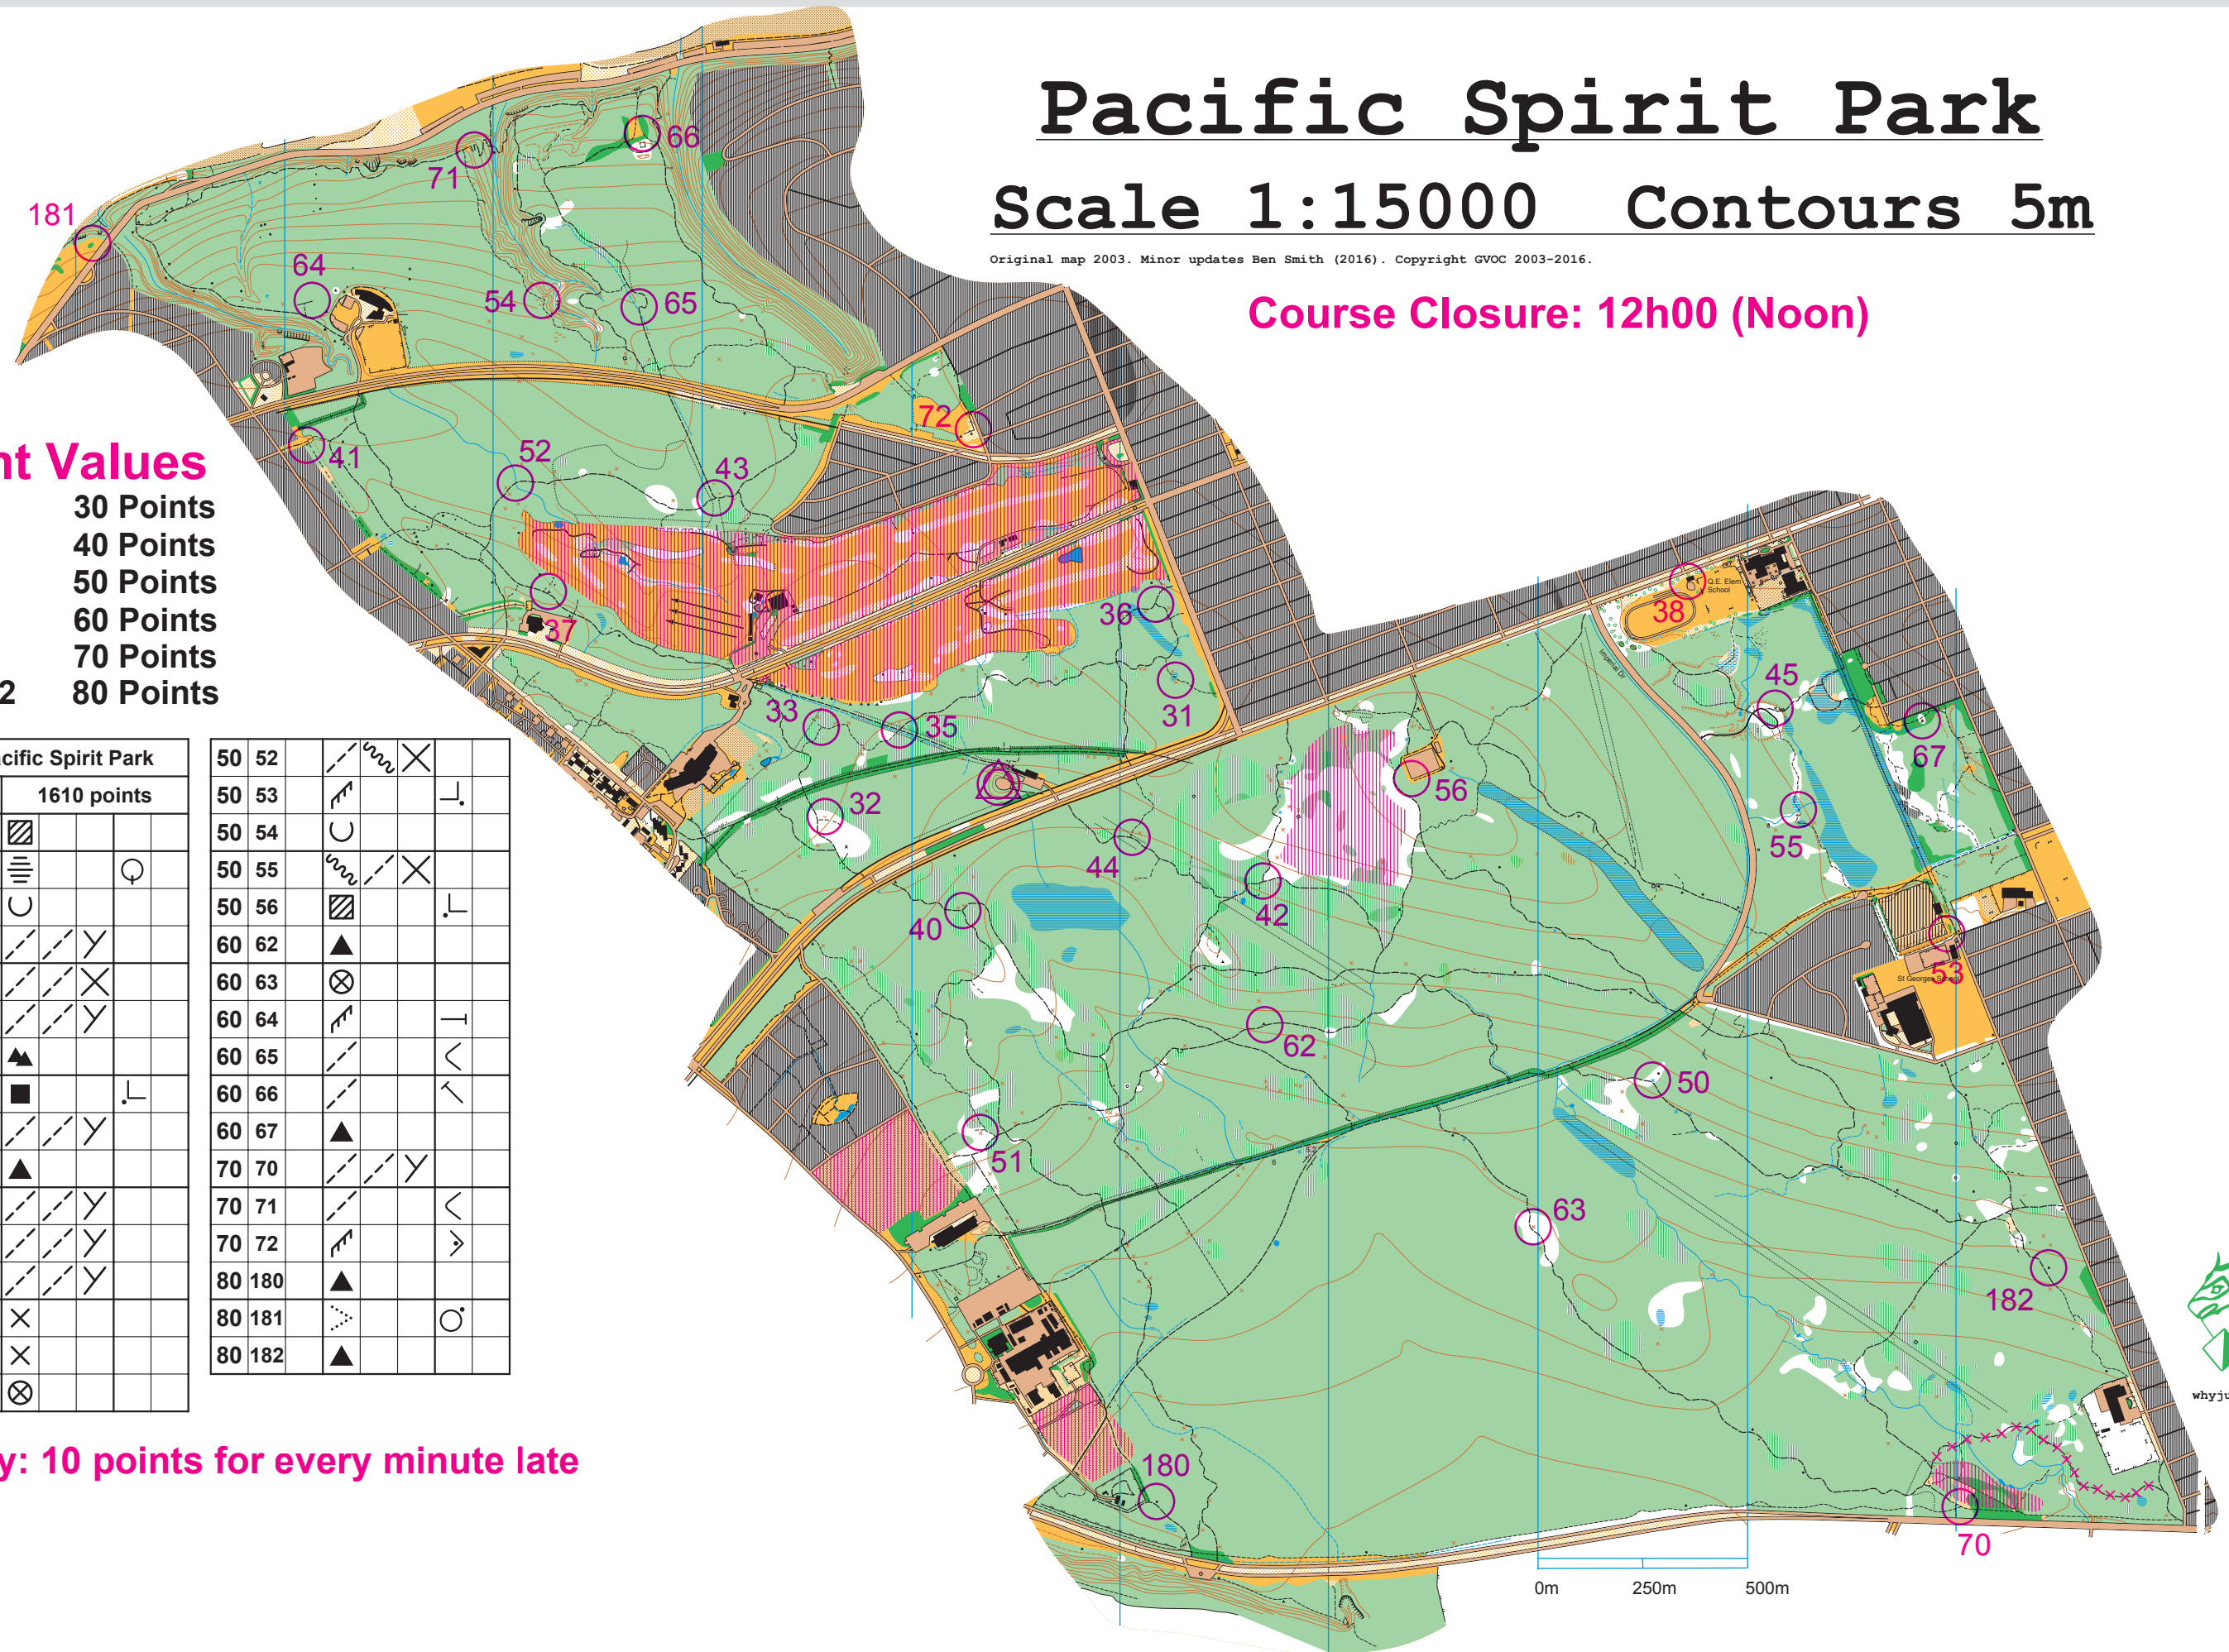 Pacific Spirit Park
Scale 1:15000 Contours 5m
Original map 2003. Minor updates Ben Smith (2016). Copyright GVOC 2003-2016.
Course Closure: 12h00 (Noon)
181
71
66
64
54
65
72
41
52
43
37
36
38
Q.E. Elem
School
Imperial Dr
45
33
35
31
67
32
56
44
55
40
42
53
St Georges School
62
50
51
63
182
180
70
0m 250m 500m
nt Values
30 Points
40 Points
50 Points
60 Points
70 Points
2 80 Points
acific Spirit Park
1610 points
50 52
50 53
50 54
50 55
50 56
60 62
60 63
60 64
60 65
60 66
60 67
70 70
70 71
70 72
80 180
80 181
80 182
y: 10 points for every minute late
whyju